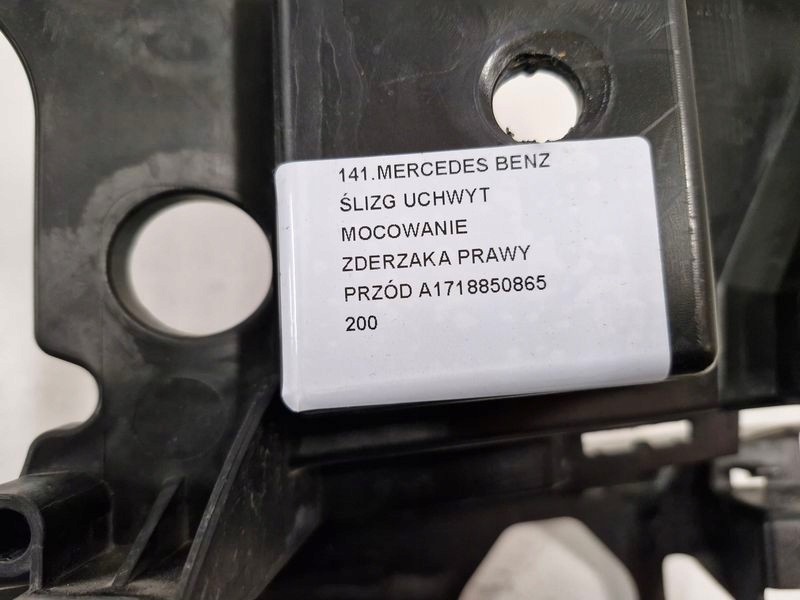 141.MERCEDES BENZ
ŚLIZG UCHWYT
MOCOWANIE
ZDERZAKA PRAWY
PRZÓD A1718850865
200